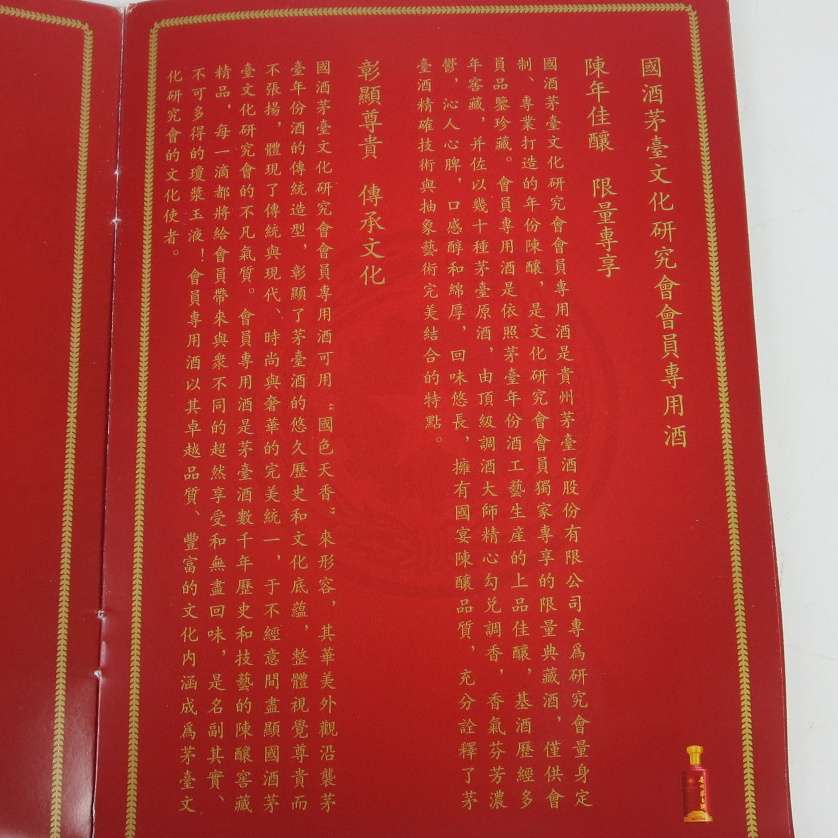 國酒茅臺文化研究會會員專用酒
陳年佳釀 限量專享
國酒茅臺文化研究會會員專用酒是貴州茅臺酒股份有限公司專爲研究會量身定
制、專業打造的年份陳釀，是文化研究會會員獨家專享的限量典藏酒，僅供會
員品鑒珍藏。會員專用酒是依照茅臺年份酒工藝生産的上品佳釀，基酒歷經多
年窖藏，并佐以幾十種茅臺原酒，由頂級調酒大師精心勾兑調香，香氣芬芳濃
鬱，沁人心脾，口感醇和綿厚，回味悠長，擁有國宴陳釀品質，充分詮釋了茅
臺酒精確技術與抽象藝術完美結合的特點。
彰顯尊貴 傳承文化
國酒茅臺文化研究會會員專用酒可用“國色天香”來形容，其華美外觀沿襲茅
臺年份酒的傳統造型，彰顯了茅臺酒的悠久歷史和文化底蘊，整體視覺尊貴而
不張揚，體現了傳統與現代、時尚與奢華的完美統一，于不經意間盡顯國酒茅
臺文化研究會的不凡氣質。會員專用酒是茅臺酒數千年歷史和技藝的陳釀窖藏
精品，每一滴都將給會員帶來與衆不同的超然享受和無盡回味，是名副其實、
不可多得的瓊漿玉液！會員專用酒以其卓越品質、豐富的文化内涵成爲茅臺文
化研究會的文化使者。